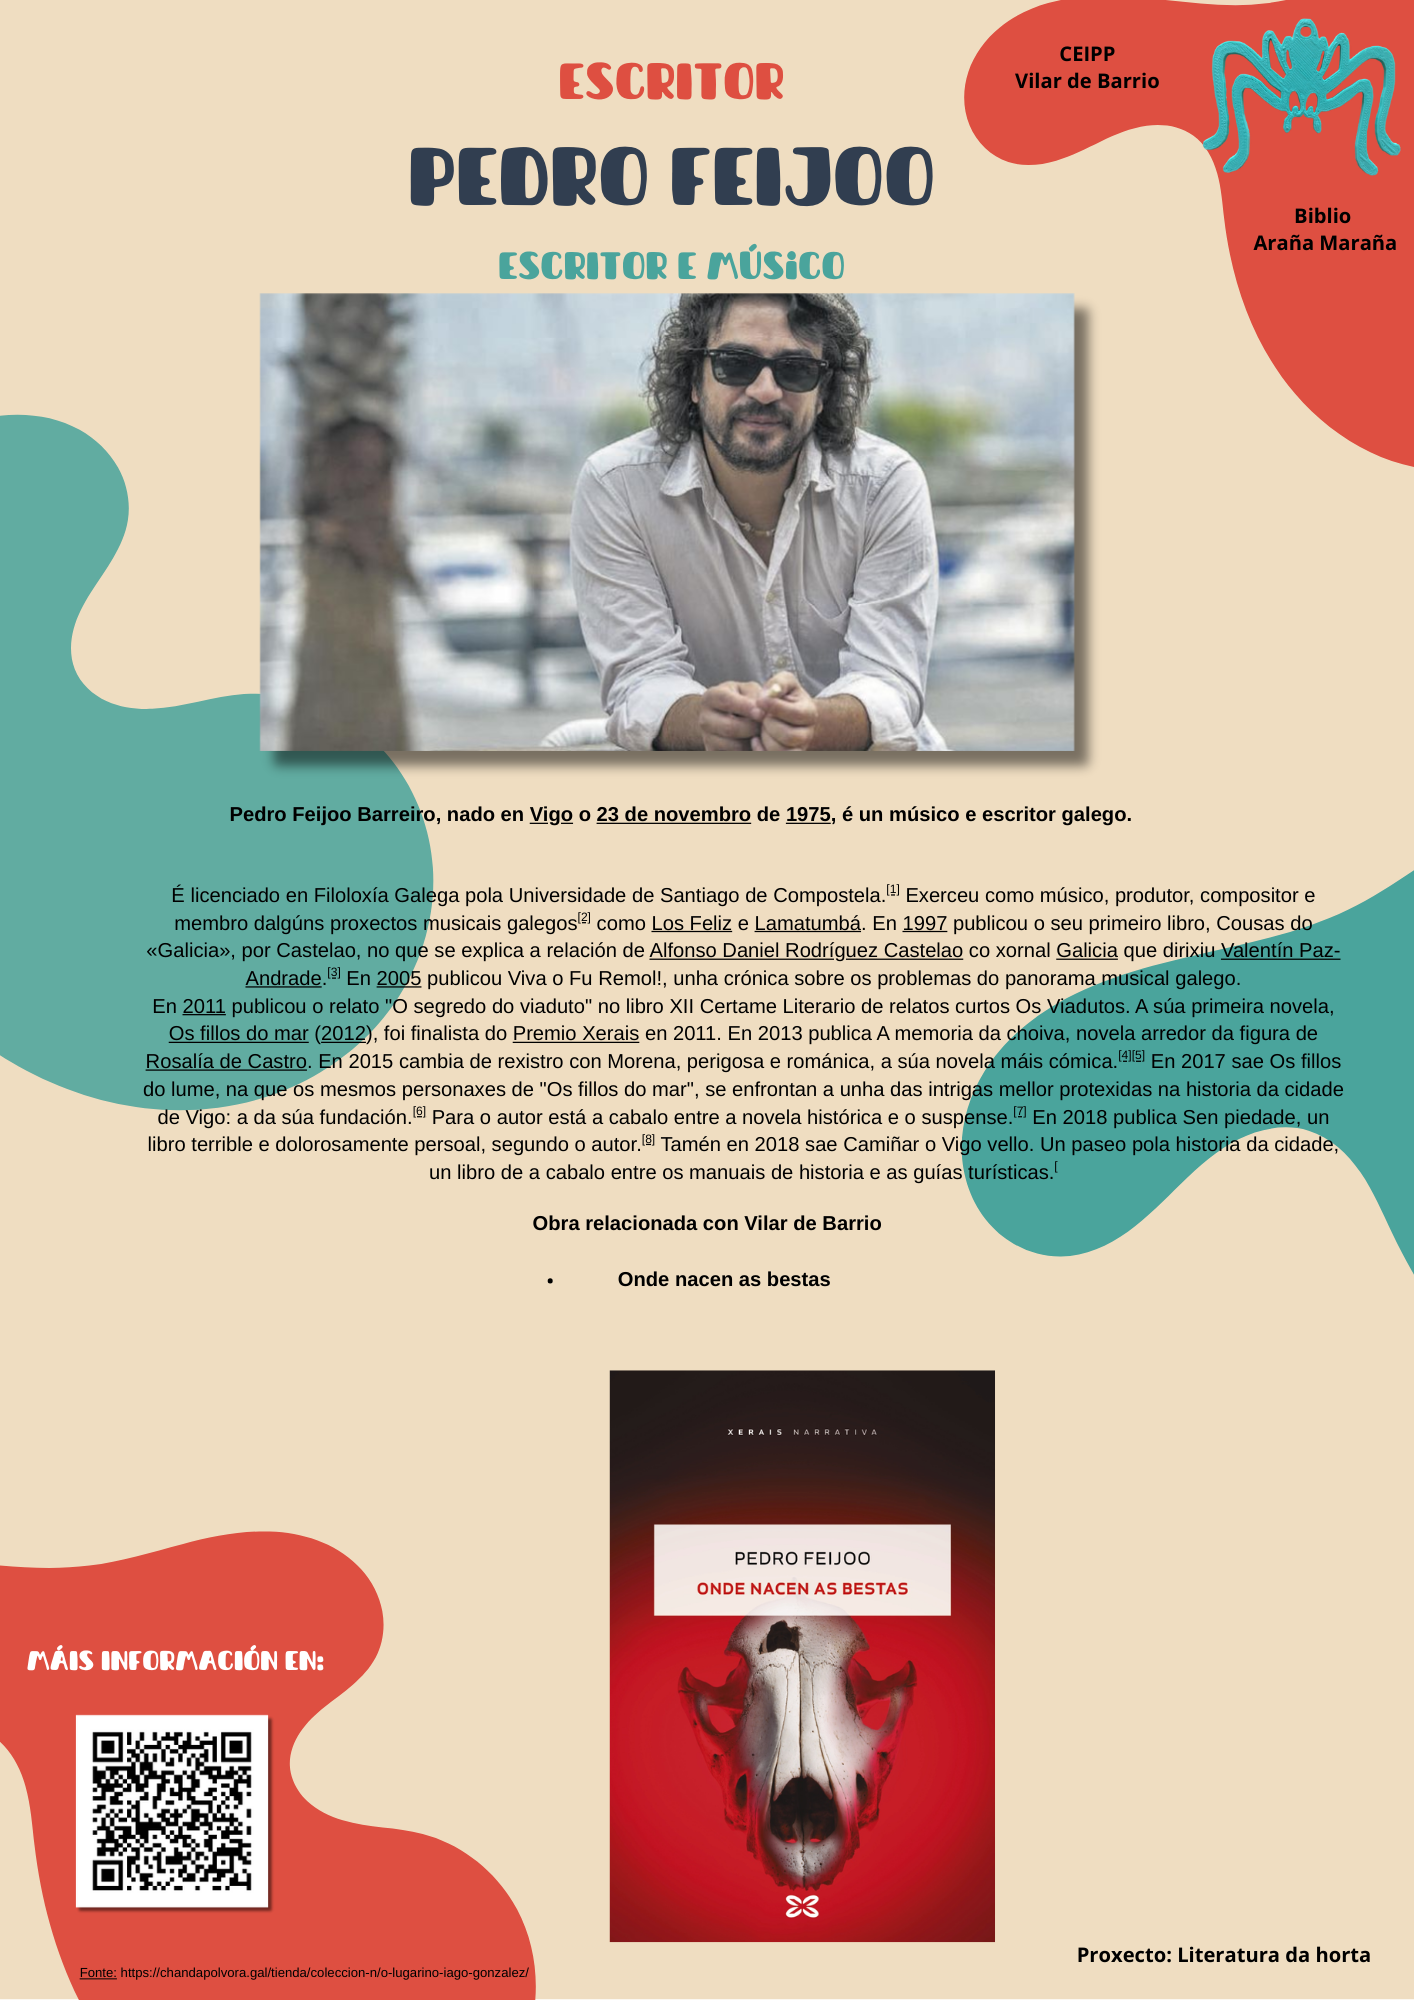 ESCRITOR
PEDRO FEIJOO
ESCRITOR E MÚSiCO
CEIPP
Vilar de Barrio
Biblio
Araña Maraña
Pedro Feijoo Barreiro, nado en Vigo o 23 de novembro de 1975, é un músico e escritor galego.
É licenciado en Filoloxía Galega pola Universidade de Santiago de Compostela.[1] Exerceu como músico, produtor, compositor e
membro dalgúns proxectos musicais galegos[2] como Los Feliz e Lamatumbá. En 1997 publicou o seu primeiro libro, Cousas do
«Galicia», por Castelao, no que se explica a relación de Alfonso Daniel Rodríguez Castelao co xornal Galicia que dirixiu Valentín Paz-
Andrade.[3] En 2005 publicou Viva o Fu Remol!, unha crónica sobre os problemas do panorama musical galego.
En 2011 publicou o relato "O segredo do viaduto" no libro XII Certame Literario de relatos curtos Os Viadutos. A súa primeira novela,
Os fillos do mar (2012), foi finalista do Premio Xerais en 2011. En 2013 publica A memoria da choiva, novela arredor da figura de
Rosalía de Castro. En 2015 cambia de rexistro con Morena, perigosa e románica, a súa novela máis cómica.[4][5] En 2017 sae Os fillos
do lume, na que os mesmos personaxes de "Os fillos do mar", se enfrontan a unha das intrigas mellor protexidas na historia da cidade
de Vigo: a da súa fundación.[6] Para o autor está a cabalo entre a novela histórica e o suspense.[7] En 2018 publica Sen piedade, un
libro terrible e dolorosamente persoal, segundo o autor.[8] Tamén en 2018 sae Camiñar o Vigo vello. Un paseo pola historia da cidade,
un libro de a cabalo entre os manuais de historia e as guías turísticas.[
Obra relacionada con Vilar de Barrio
• Onde nacen as bestas
XERAIS NARRATIVA
PEDRO FEIJOO
ONDE NACEN AS BESTAS
MÁIS INFORMACIÓN EN:
Fonte: https://chandapolvora.gal/tienda/coleccion-n/o-lugarino-iago-gonzalez/
Proxecto: Literatura da horta